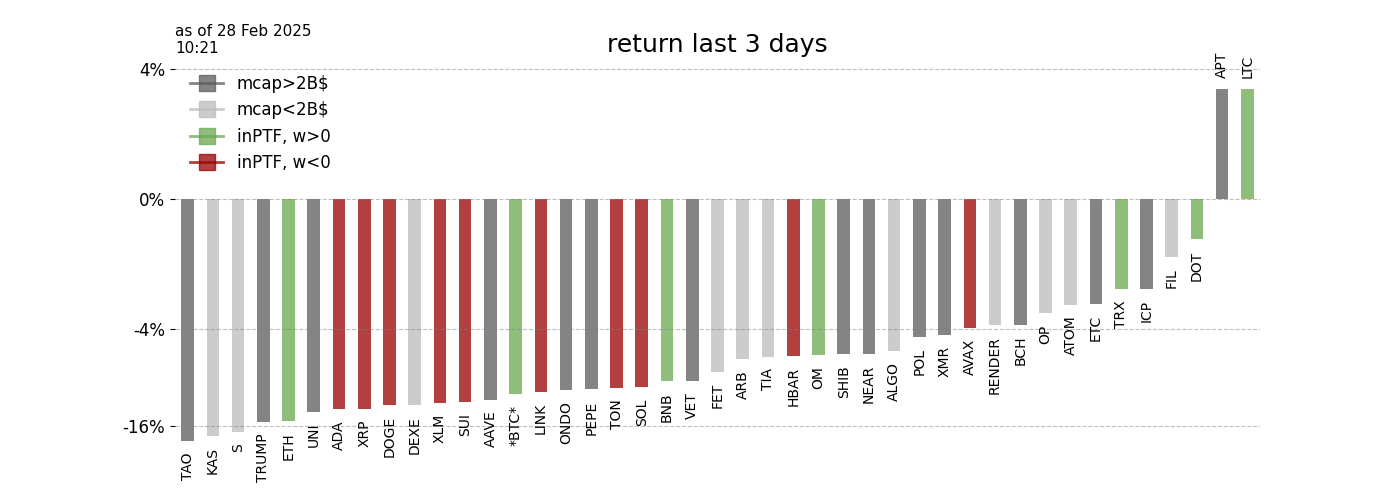 as of 28 Feb 2025
10:21
return last 3 days
4%
0%
-4%
-16%
mcap>2B$
mcap<2B$
inPTF, w>0
inPTF, w<0
TAO
KAS
S
TRUMP
ETH
UNI
ADA
XRP
DOGE
DEXE
XLM
SUI
AAVE
*BTC*
LINK
ONDO
PEPE
TON
SOL
BNB
VET
FET
ARB
TIA
HBAR
OM
SHIB
NEAR
ALGO
POL
XMR
AVAX
RENDER
BCH
OP
ATOM
ETC
TRX
ICP
FIL
DOT
APT
LTC